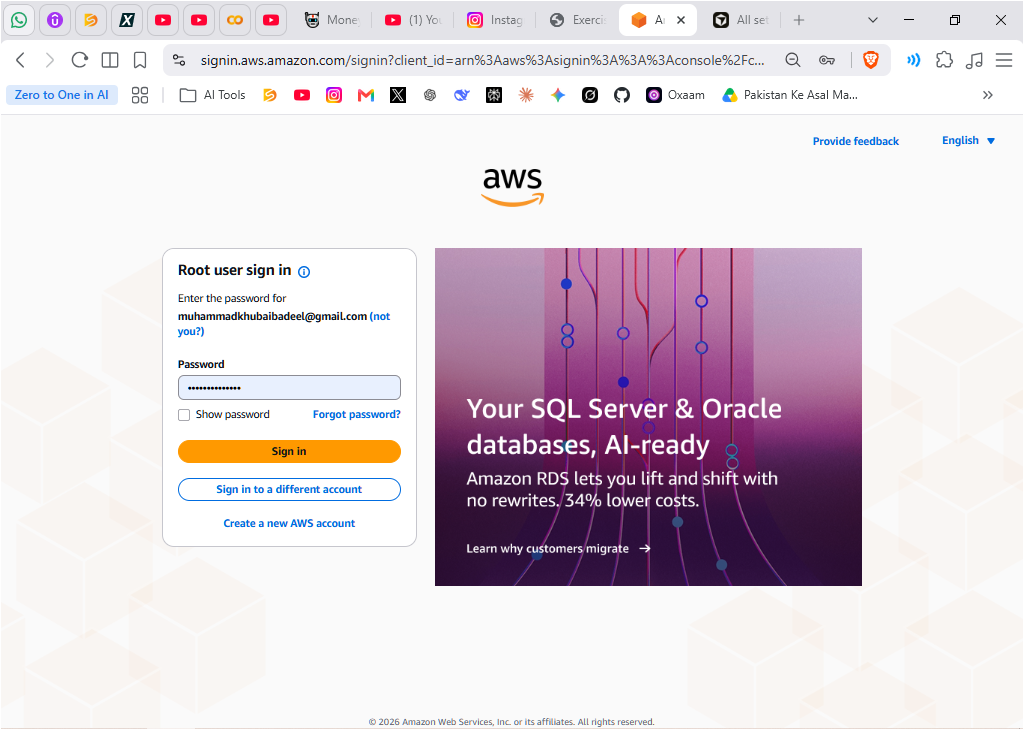 Money
(1) You
Instag
Exerci
A
All set
signin.aws.amazon.com/signin?client_id=arn%3Aaws%3Asignin%3A%3A%3Aconsole%2Fc...
Zero to One in AI
AI Tools
Oxaam
Pakistan Ke Asal Ma...
Provide feedback
English
aws
Root user sign in
Enter the password for
muhammadkhubaibadeel@gmail.com (not
you?)
Password
••••••••••••••
Show password
Forgot password?
Sign in
Sign in to a different account
Create a new AWS account
Your SQL Server & Oracle
databases, AI-ready
Amazon RDS lets you lift and shift with
no rewrites. 34% lower costs.
Learn why customers migrate →
© 2026 Amazon Web Services, Inc. or its affiliates. All rights reserved.